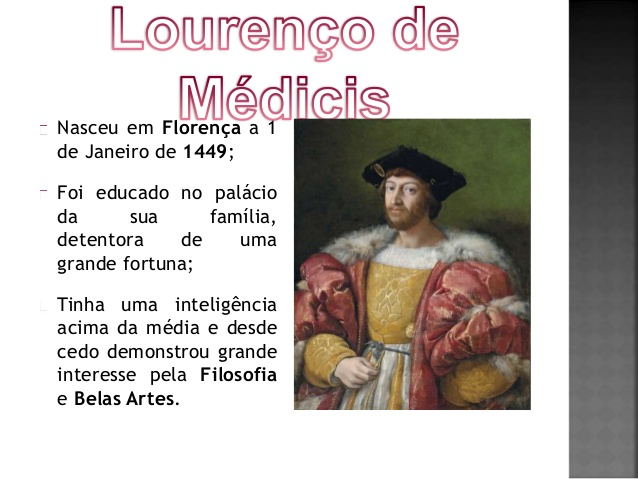 Lourenço de
Médicis
Nasceu em Florença a 1
de Janeiro de 1449;
Foi educado no palácio
da sua família,
detentora de uma
grande fortuna;
Tinha uma inteligência
acima da média e desde
cedo demonstrou grande
interesse pela Filosofia
e Belas Artes.